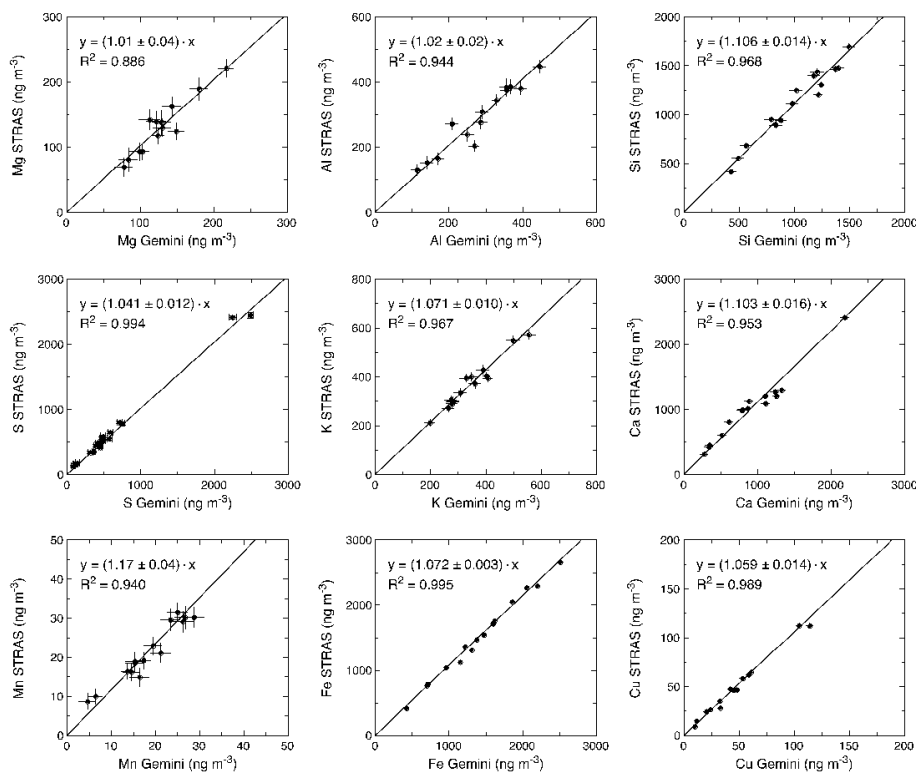 300
200
100
0
0 100 200 300
y = (1.01 ± 0.04) · x
R² = 0.886
Mg STRAS (ng m⁻³)
Mg Gemini (ng m⁻³)
600
400
200
0
0 200 400 600
y = (1.02 ± 0.02) · x
R² = 0.944
Al STRAS (ng m⁻³)
Al Gemini (ng m⁻³)
2000
1500
1000
500
0
0 500 1000 1500 2000
y = (1.106 ± 0.014) · x
R² = 0.968
Si STRAS (ng m⁻³)
Si Gemini (ng m⁻³)
3000
2000
1000
0
0 1000 2000 3000
y = (1.041 ± 0.012) · x
R² = 0.994
S STRAS (ng m⁻³)
S Gemini (ng m⁻³)
800
600
400
200
0
0 200 400 600 800
y = (1.071 ± 0.010) · x
R² = 0.967
K STRAS (ng m⁻³)
K Gemini (ng m⁻³)
3000
2000
1000
0
0 1000 2000 3000
y = (1.103 ± 0.016) · x
R² = 0.953
Ca STRAS (ng m⁻³)
Ca Gemini (ng m⁻³)
50
40
30
20
10
0
0 10 20 30 40 50
y = (1.17 ± 0.04) · x
R² = 0.940
Mn STRAS (ng m⁻³)
Mn Gemini (ng m⁻³)
3000
2000
1000
0
0 1000 2000 3000
y = (1.072 ± 0.003) · x
R² = 0.995
Fe STRAS (ng m⁻³)
Fe Gemini (ng m⁻³)
200
150
100
50
0
0 50 100 150 200
y = (1.059 ± 0.014) · x
R² = 0.989
Cu STRAS (ng m⁻³)
Cu Gemini (ng m⁻³)